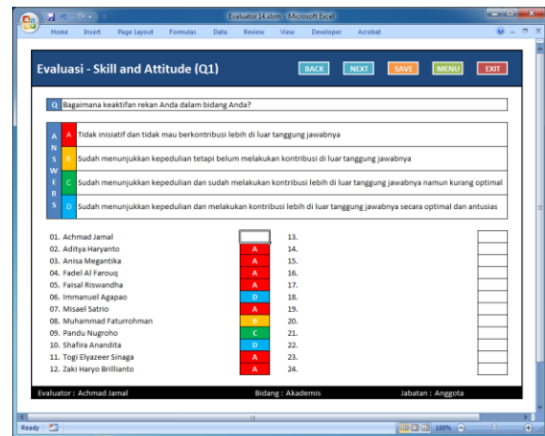 Evaluator14.xlsm - Microsoft Excel
Home Insert Page Layout Formulas Data Review View Developer Acrobat
Evaluasi - Skill and Attitude (Q1) BACK NEXT SAVE MENU EXIT
Q Bagaimana keaktifan rekan Anda dalam bidang Anda?
ANSWERS
A Tidak inisiatif dan tidak mau berkontribusi lebih di luar tanggung jawabnya
B Sudah menunjukkan kepedulian tetapi belum melakukan kontribusi di luar tanggung jawabnya
C Sudah menunjukkan kepedulian dan sudah melakukan kontribusi lebih di luar tanggung jawabnya namun kurang optimal
D Sudah menunjukkan kepedulian dan melakukan kontribusi lebih di luar tanggung jawabnya secara optimal dan antusias
01. Achmad Jamal 13.
02. Aditya Haryanto A 14.
03. Anisa Megantika A 15.
04. Fadel Al Farouq A 16.
05. Faisal Riswandha A 17.
06. Immanuel Agapao D 18.
07. Misael Satrio A 19.
08. Muhammad Faturrohman B 20.
09. Pandu Nugroho C 21.
10. Shafira Anandita D 22.
11. Togi Elyazeer Sinaga A 23.
12. Zaki Haryo Brillianto A 24.
Evaluator : Achmad Jamal Bidang : Akademis Jabatan : Anggota
Ready 100%